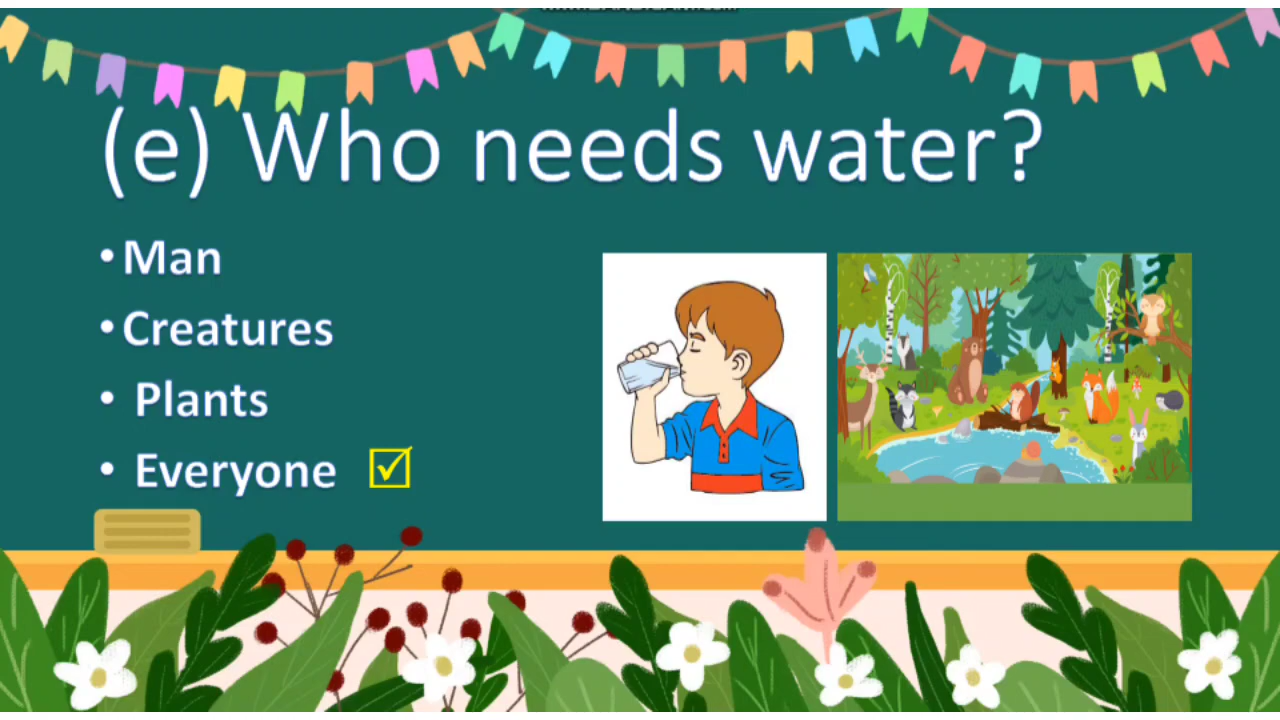 (e) Who needs water?
• Man
• Creatures
• Plants
• Everyone ☑